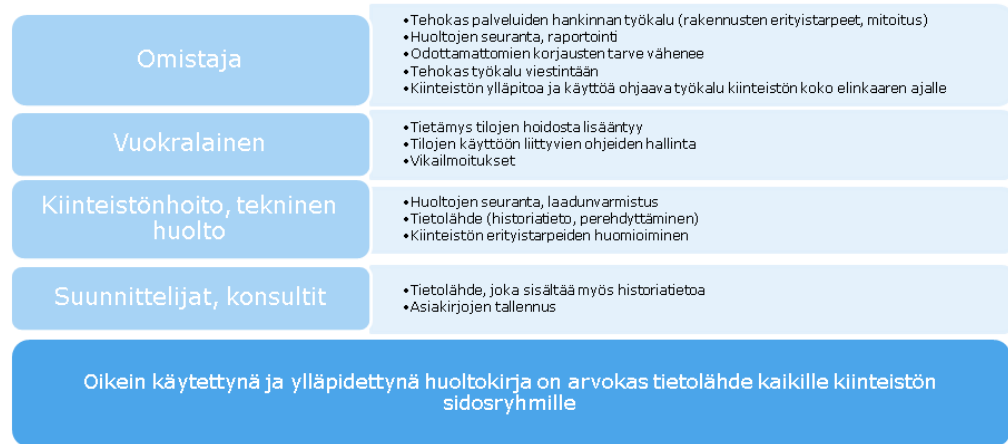 Omistaja
•Tehokas palveluiden hankinnan työkalu (rakennusten erityistarpeet, mitoitus)
•Huoltojen seuranta, raportointi
•Odottamattomien korjausten tarve vähenee
•Tehokas työkalu viestintään
•Kiinteistön ylläpitoa ja käyttöä ohjaava työkalu kiinteistön koko elinkaaren ajalle
Vuokralainen
•Tietämys tilojen hoidosta lisääntyy
•Tilojen käyttöön liittyvien ohjeiden hallinta
•Vikailmoitukset
Kiinteistönhoito, tekninen
huolto
•Huoltojen seuranta, laadunvarmistus
•Tietolähde (historiatieto, perehdyttäminen)
•Kiinteistön erityistarpeiden huomioiminen
Suunnittelijat, konsultit
•Tietolähde, joka sisältää myös historiatietoa
•Asiakirjojen tallennus
Oikein käytettynä ja ylläpidettynä huoltokirja on arvokas tietolähde kaikille kiinteistön
sidosryhmille